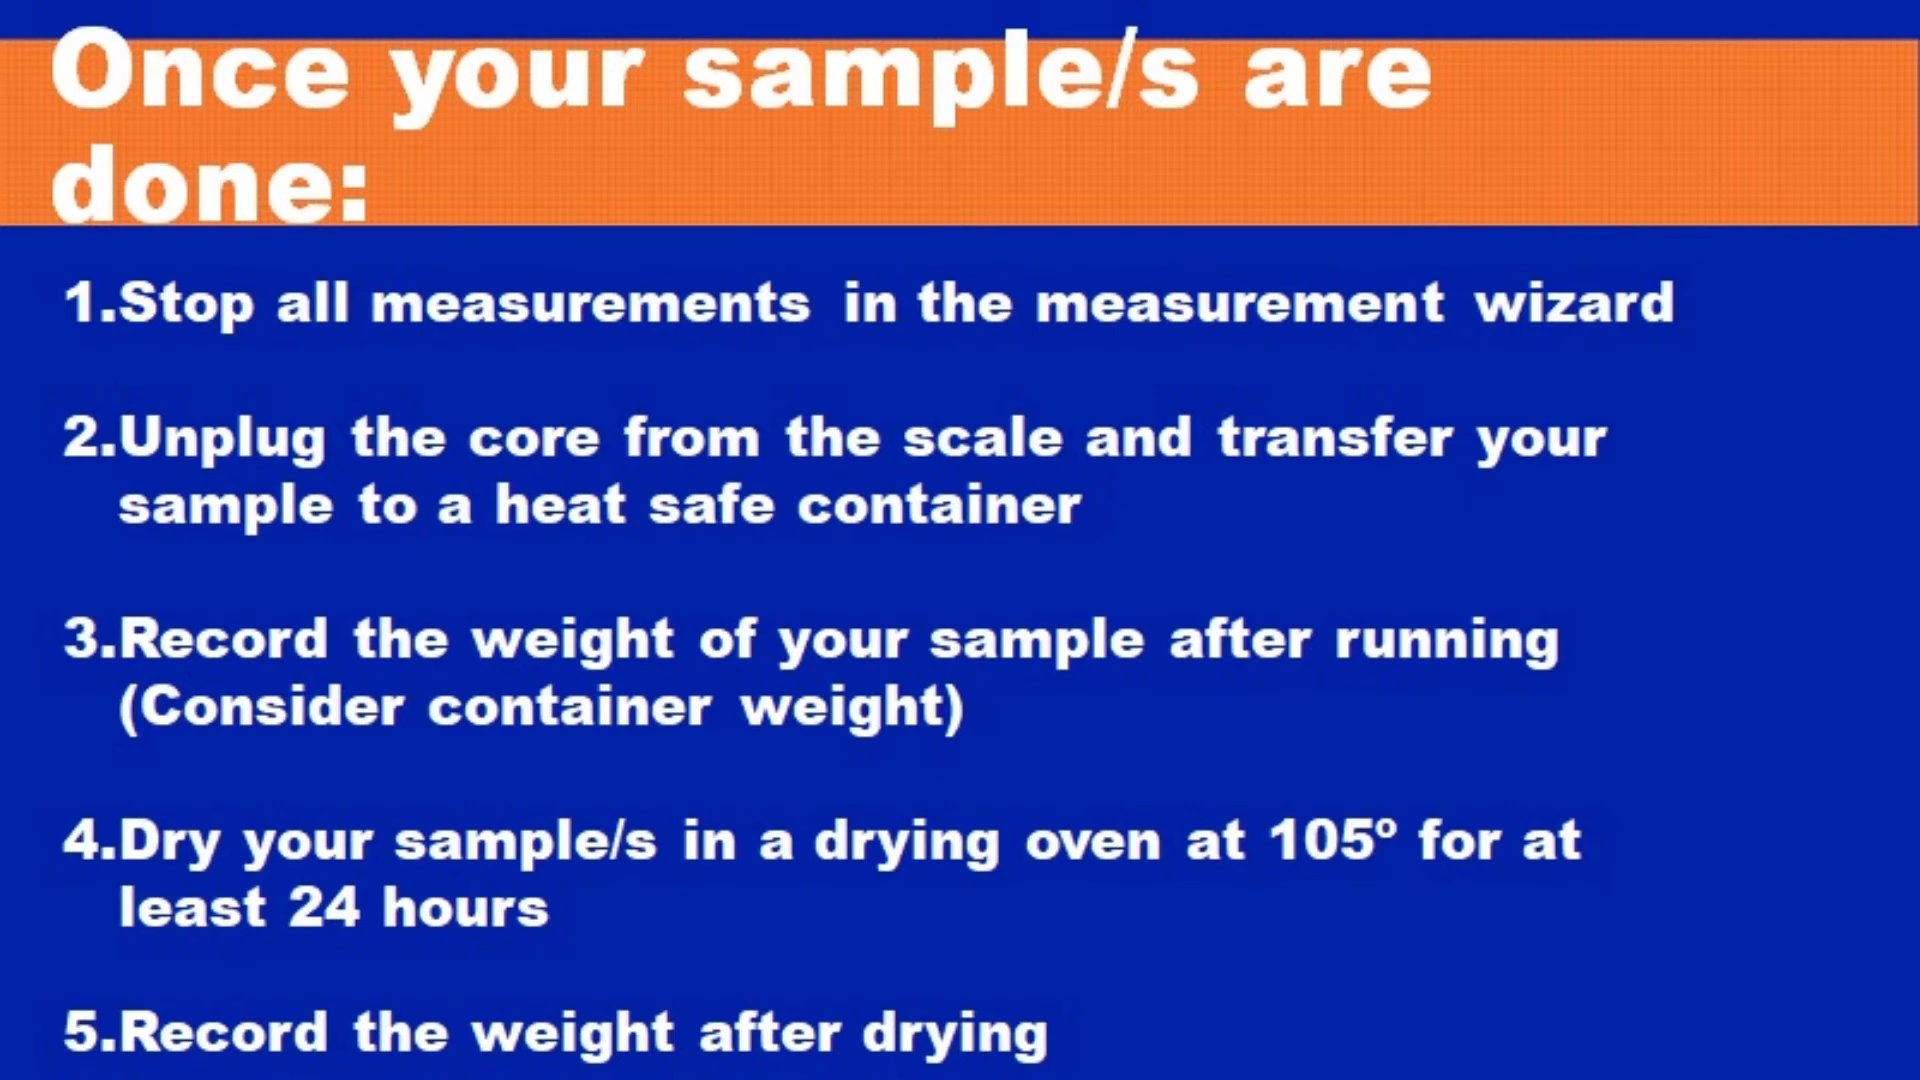 Once your sample/s are
done:
1.Stop all measurements in the measurement wizard
2.Unplug the core from the scale and transfer your
sample to a heat safe container
3.Record the weight of your sample after running
(Consider container weight)
4.Dry your sample/s in a drying oven at 105º for at
least 24 hours
5.Record the weight after drying